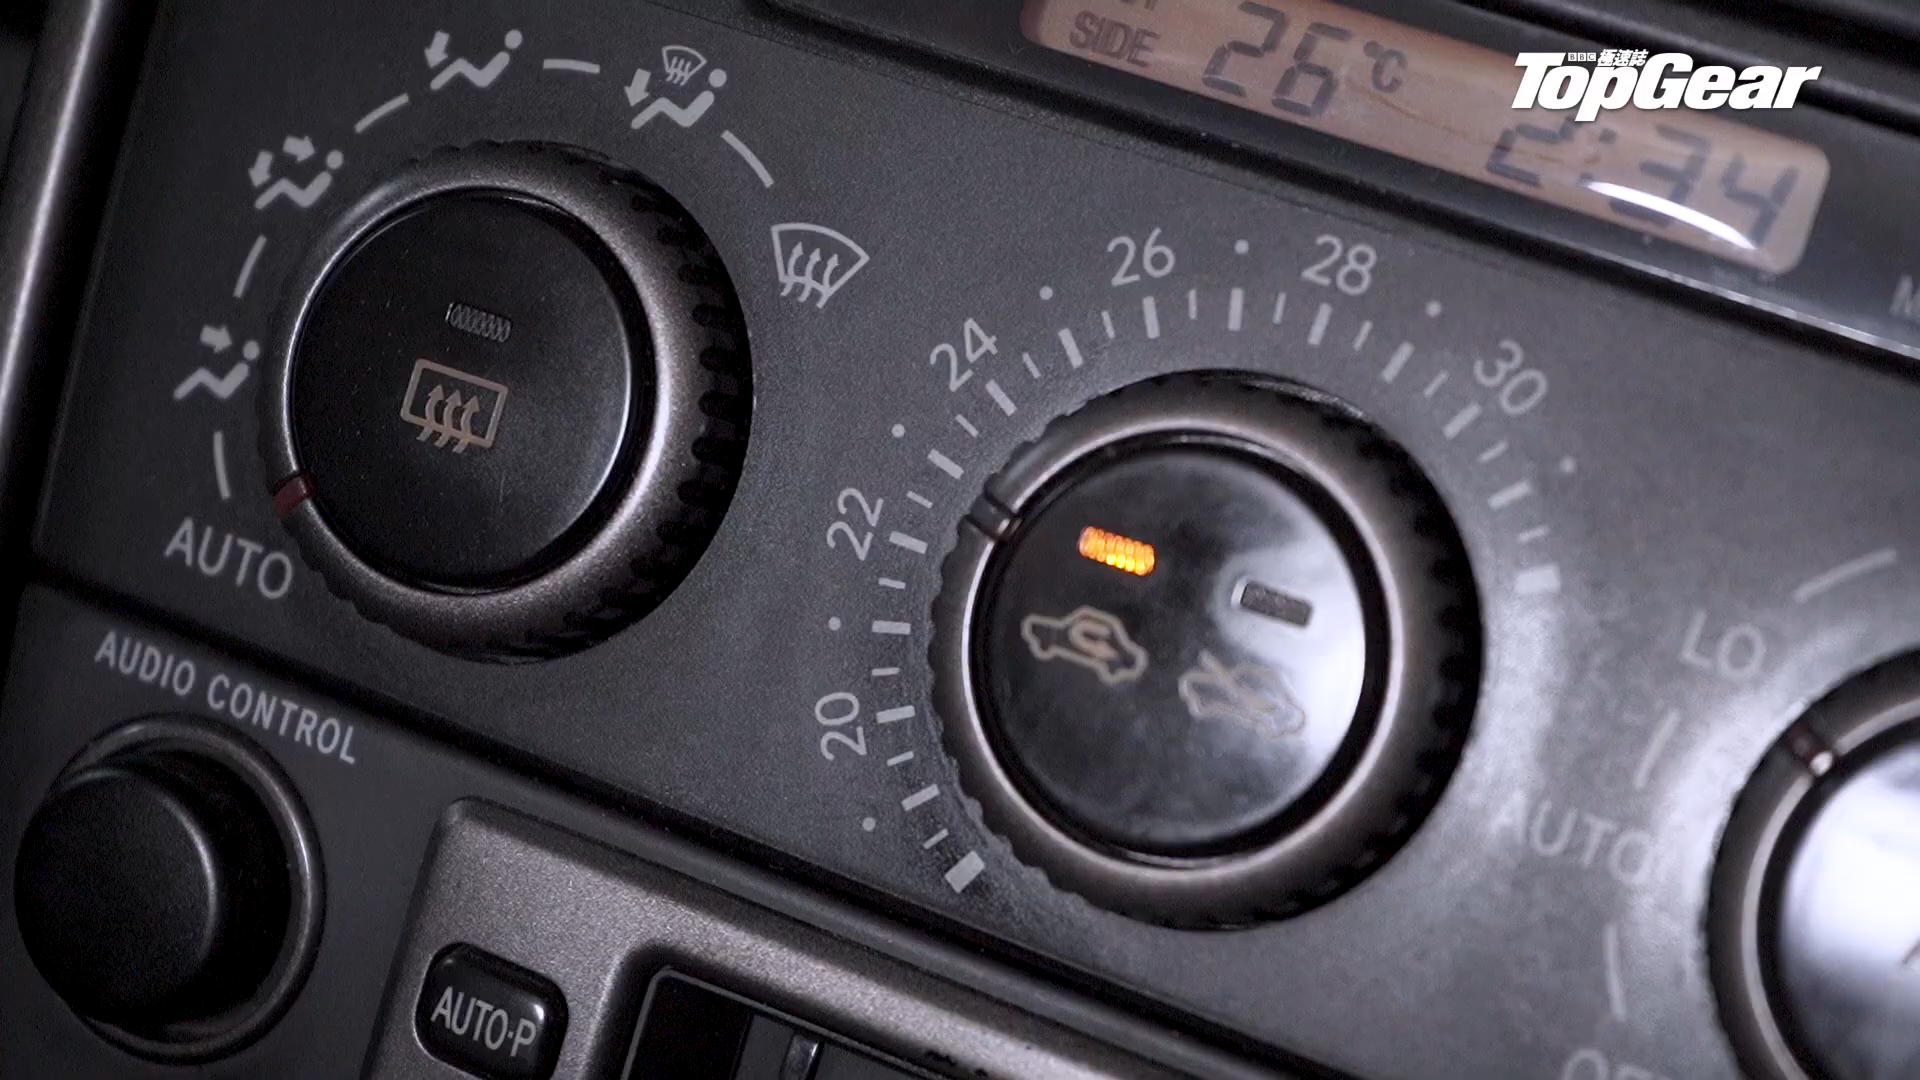 SIDE 26°C
2:34
BBC 極速誌
TopGear
26
28
24
30
22
20
LO
AUTO
AUTO
AUDIO CONTROL
AUTO·P